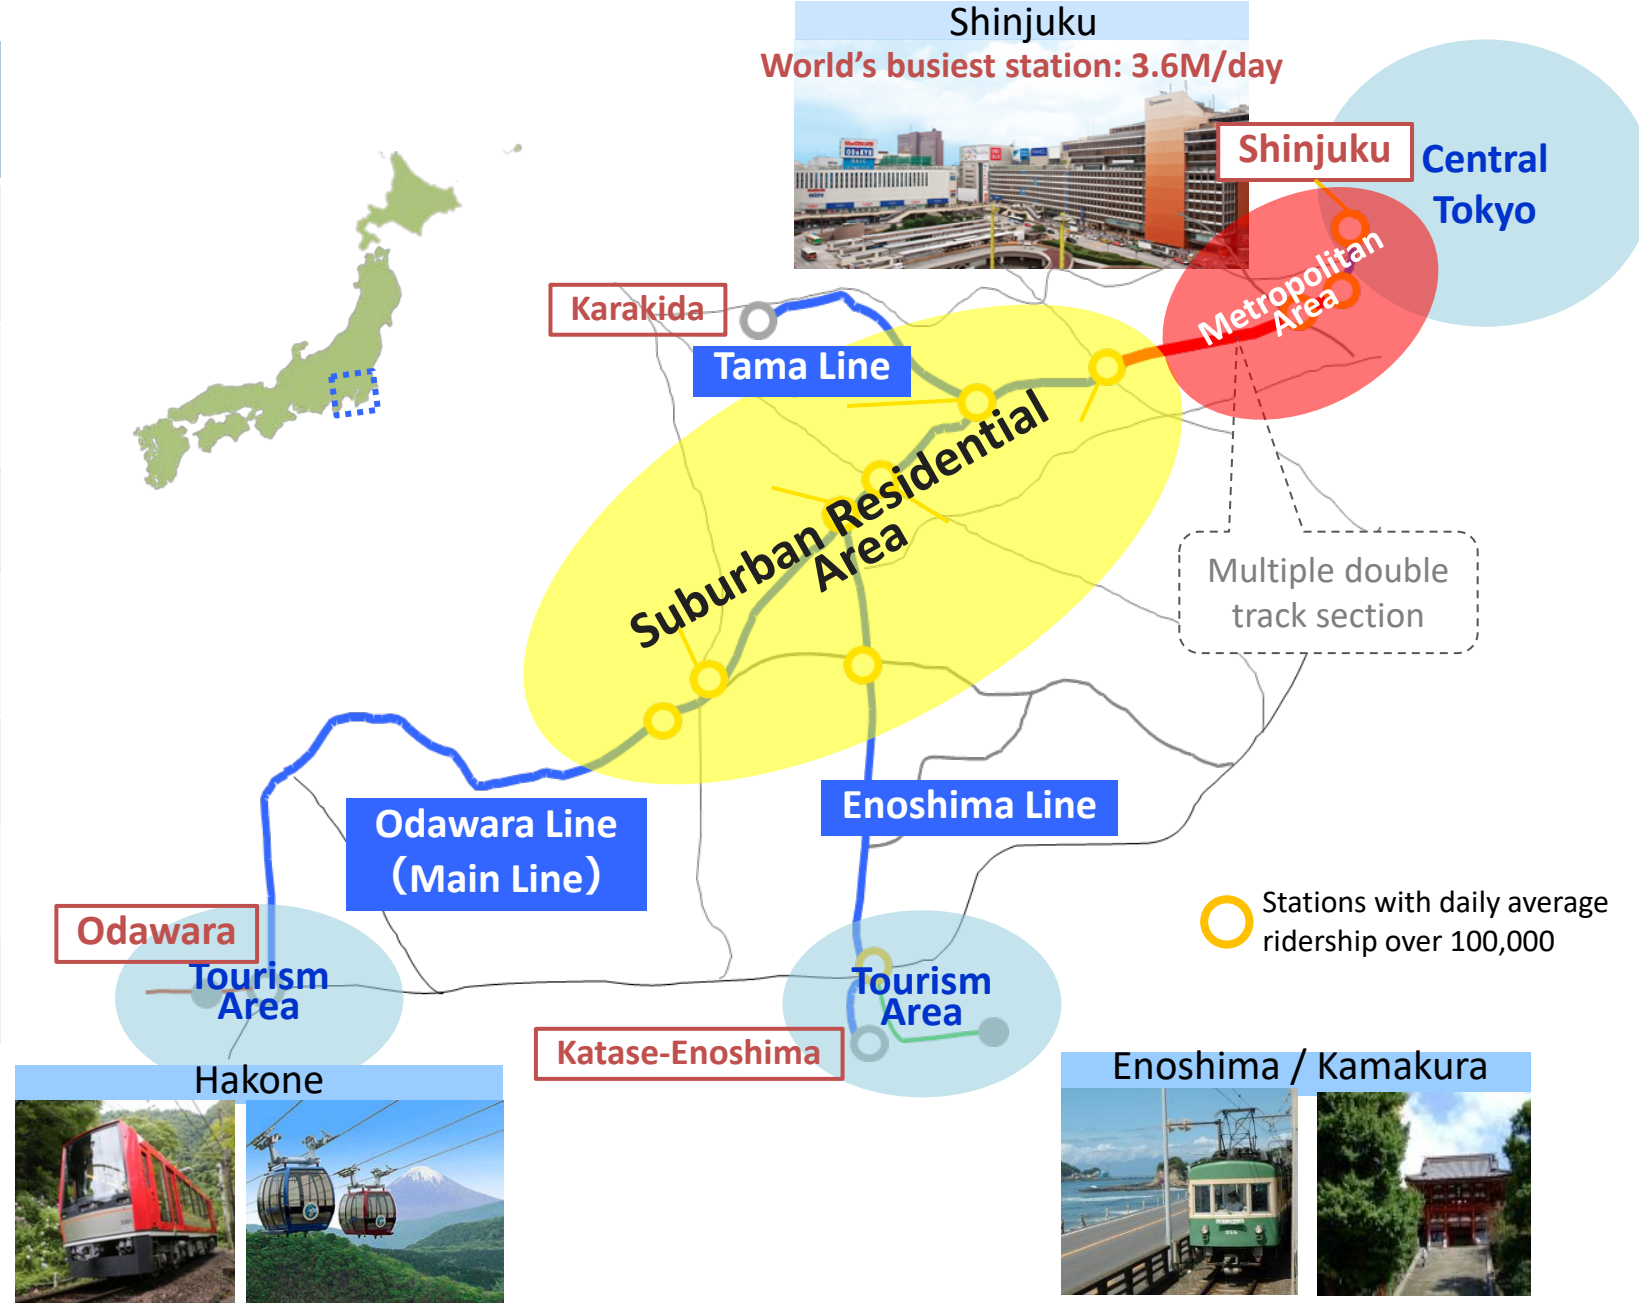 Shinjuku
World's busiest station: 3.6M/day
Shinjuku
Central
Tokyo
Metropolitan
Area
Karakida
Tama Line
Suburban Residential
Area
Multiple double
track section
Enoshima Line
Odawara Line
(Main Line)
Stations with daily average
ridership over 100,000
Odawara
Tourism
Area
Tourism
Area
Katase-Enoshima
Hakone
Enoshima / Kamakura